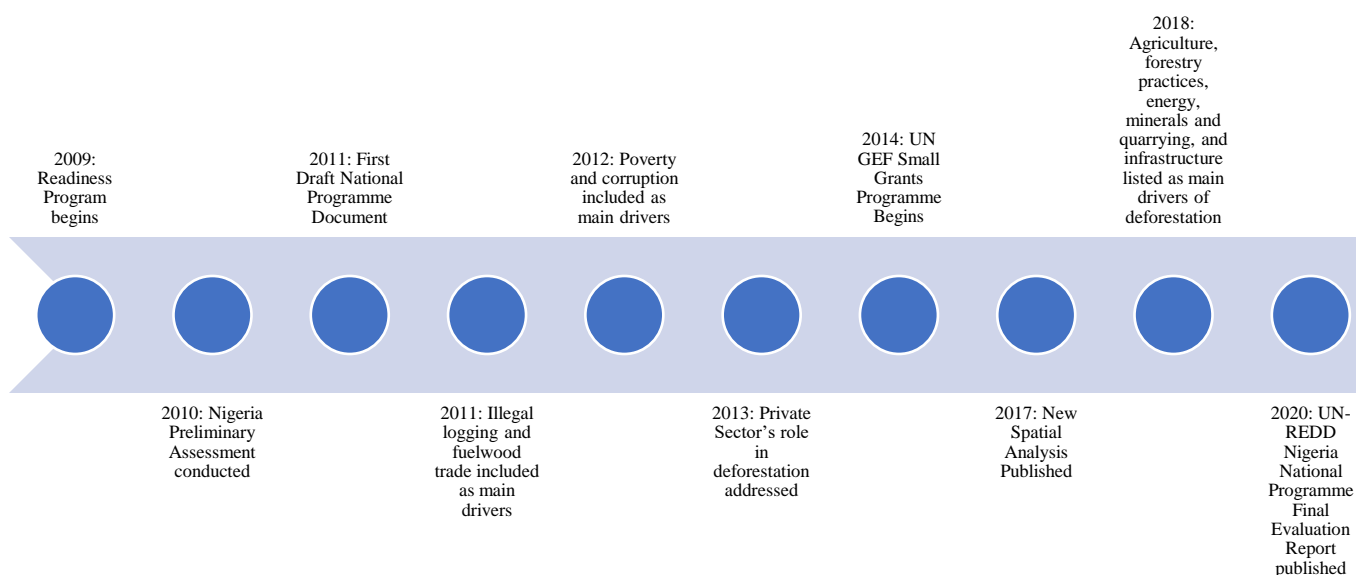 2009:
Readiness
Program
begins
2010: Nigeria
Preliminary
Assessment
conducted
2011: First
Draft National
Programme
Document
2011: Illegal
logging and
fuelwood
trade included
as main
drivers
2012: Poverty
and corruption
included as
main drivers
2013: Private
Sector’s role
in
deforestation
addressed
2014: UN
GEF Small
Grants
Programme
Begins
2017: New
Spatial
Analysis
Published
2018:
Agriculture,
forestry
practices,
energy,
minerals and
quarrying, and
infrastructure
listed as main
drivers of
deforestation
2020: UN-
REDD
Nigeria
National
Programme
Final
Evaluation
Report
published